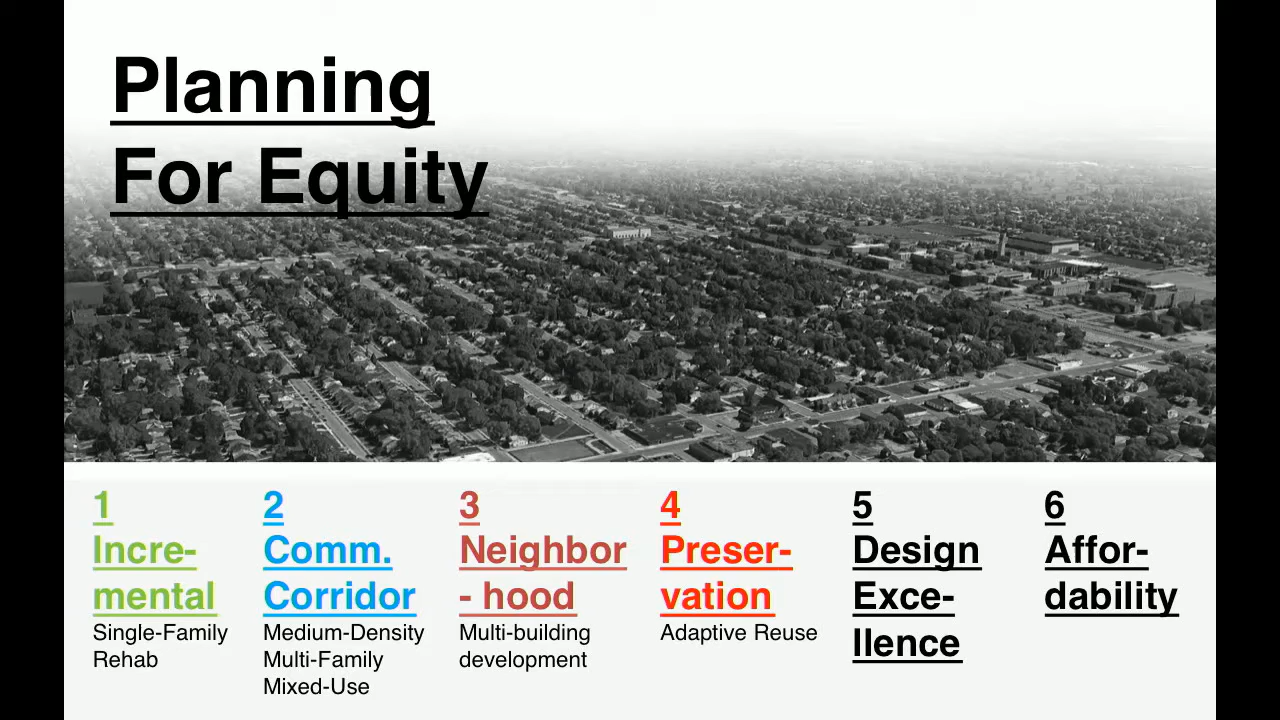 Planning
For Equity
1
Incre-
mental
Single-Family
Rehab
2
Comm.
Corridor
Medium-Density
Multi-Family
Mixed-Use
3
Neighbor
- hood
Multi-building
development
4
Preser-
vation
Adaptive Reuse
5
Design
Exce-
llence
6
Affor-
dability